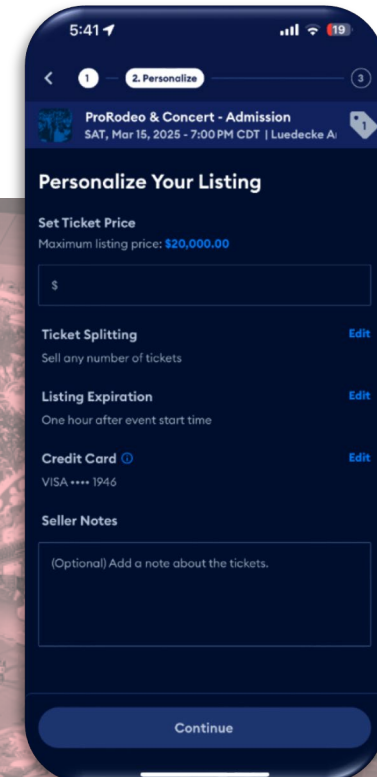 5:41
19
1
2. Personalize
3
ProRodeo & Concert - Admission
SAT, Mar 15, 2025 - 7:00 PM CDT | Luedecke A
1
Personalize Your Listing
Set Ticket Price
Maximum listing price: $20,000.00
$
Ticket Splitting
Edit
Sell any number of tickets
Listing Expiration
Edit
One hour after event start time
Credit Card
Edit
VISA •••• 1946
Seller Notes
(Optional) Add a note about the tickets.
Continue